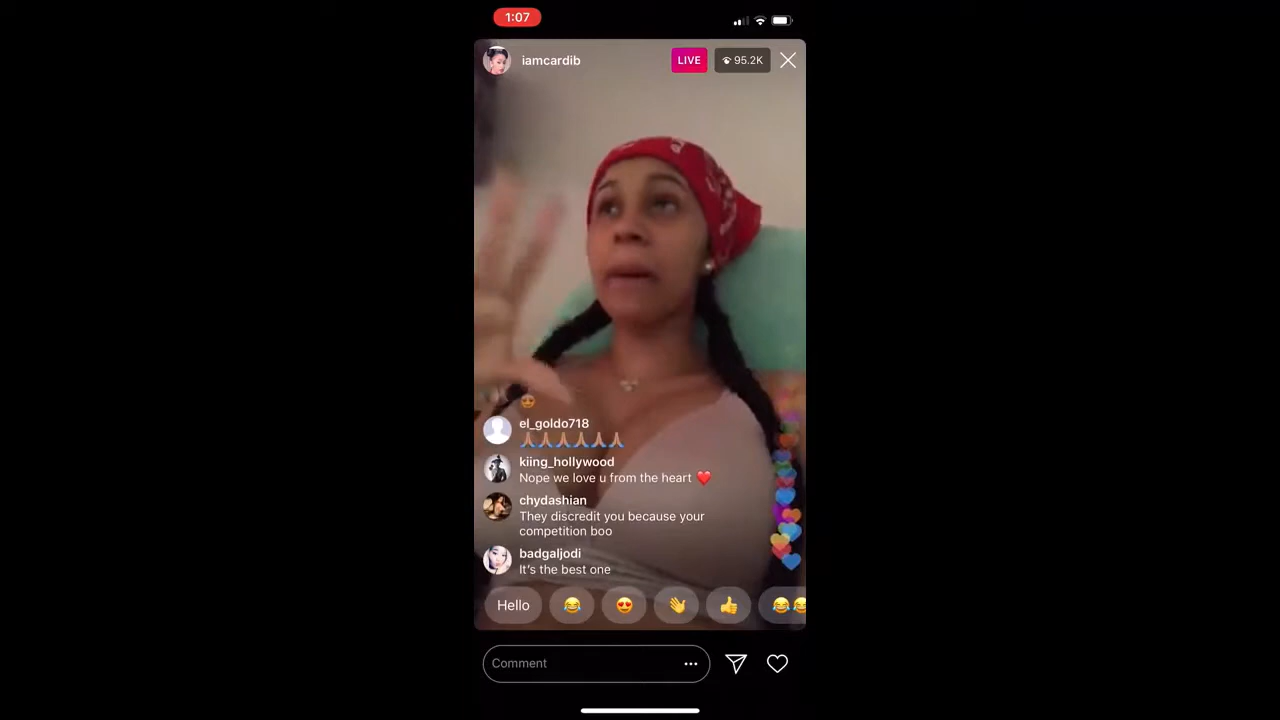 1:07
iamcardib
LIVE
95.2K
el_goldo718
kiing_hollywood
Nope we love u from the heart ❤️
chydashian
They discredit you because your
competition boo
badgaljodi
It's the best one
Hello
Comment